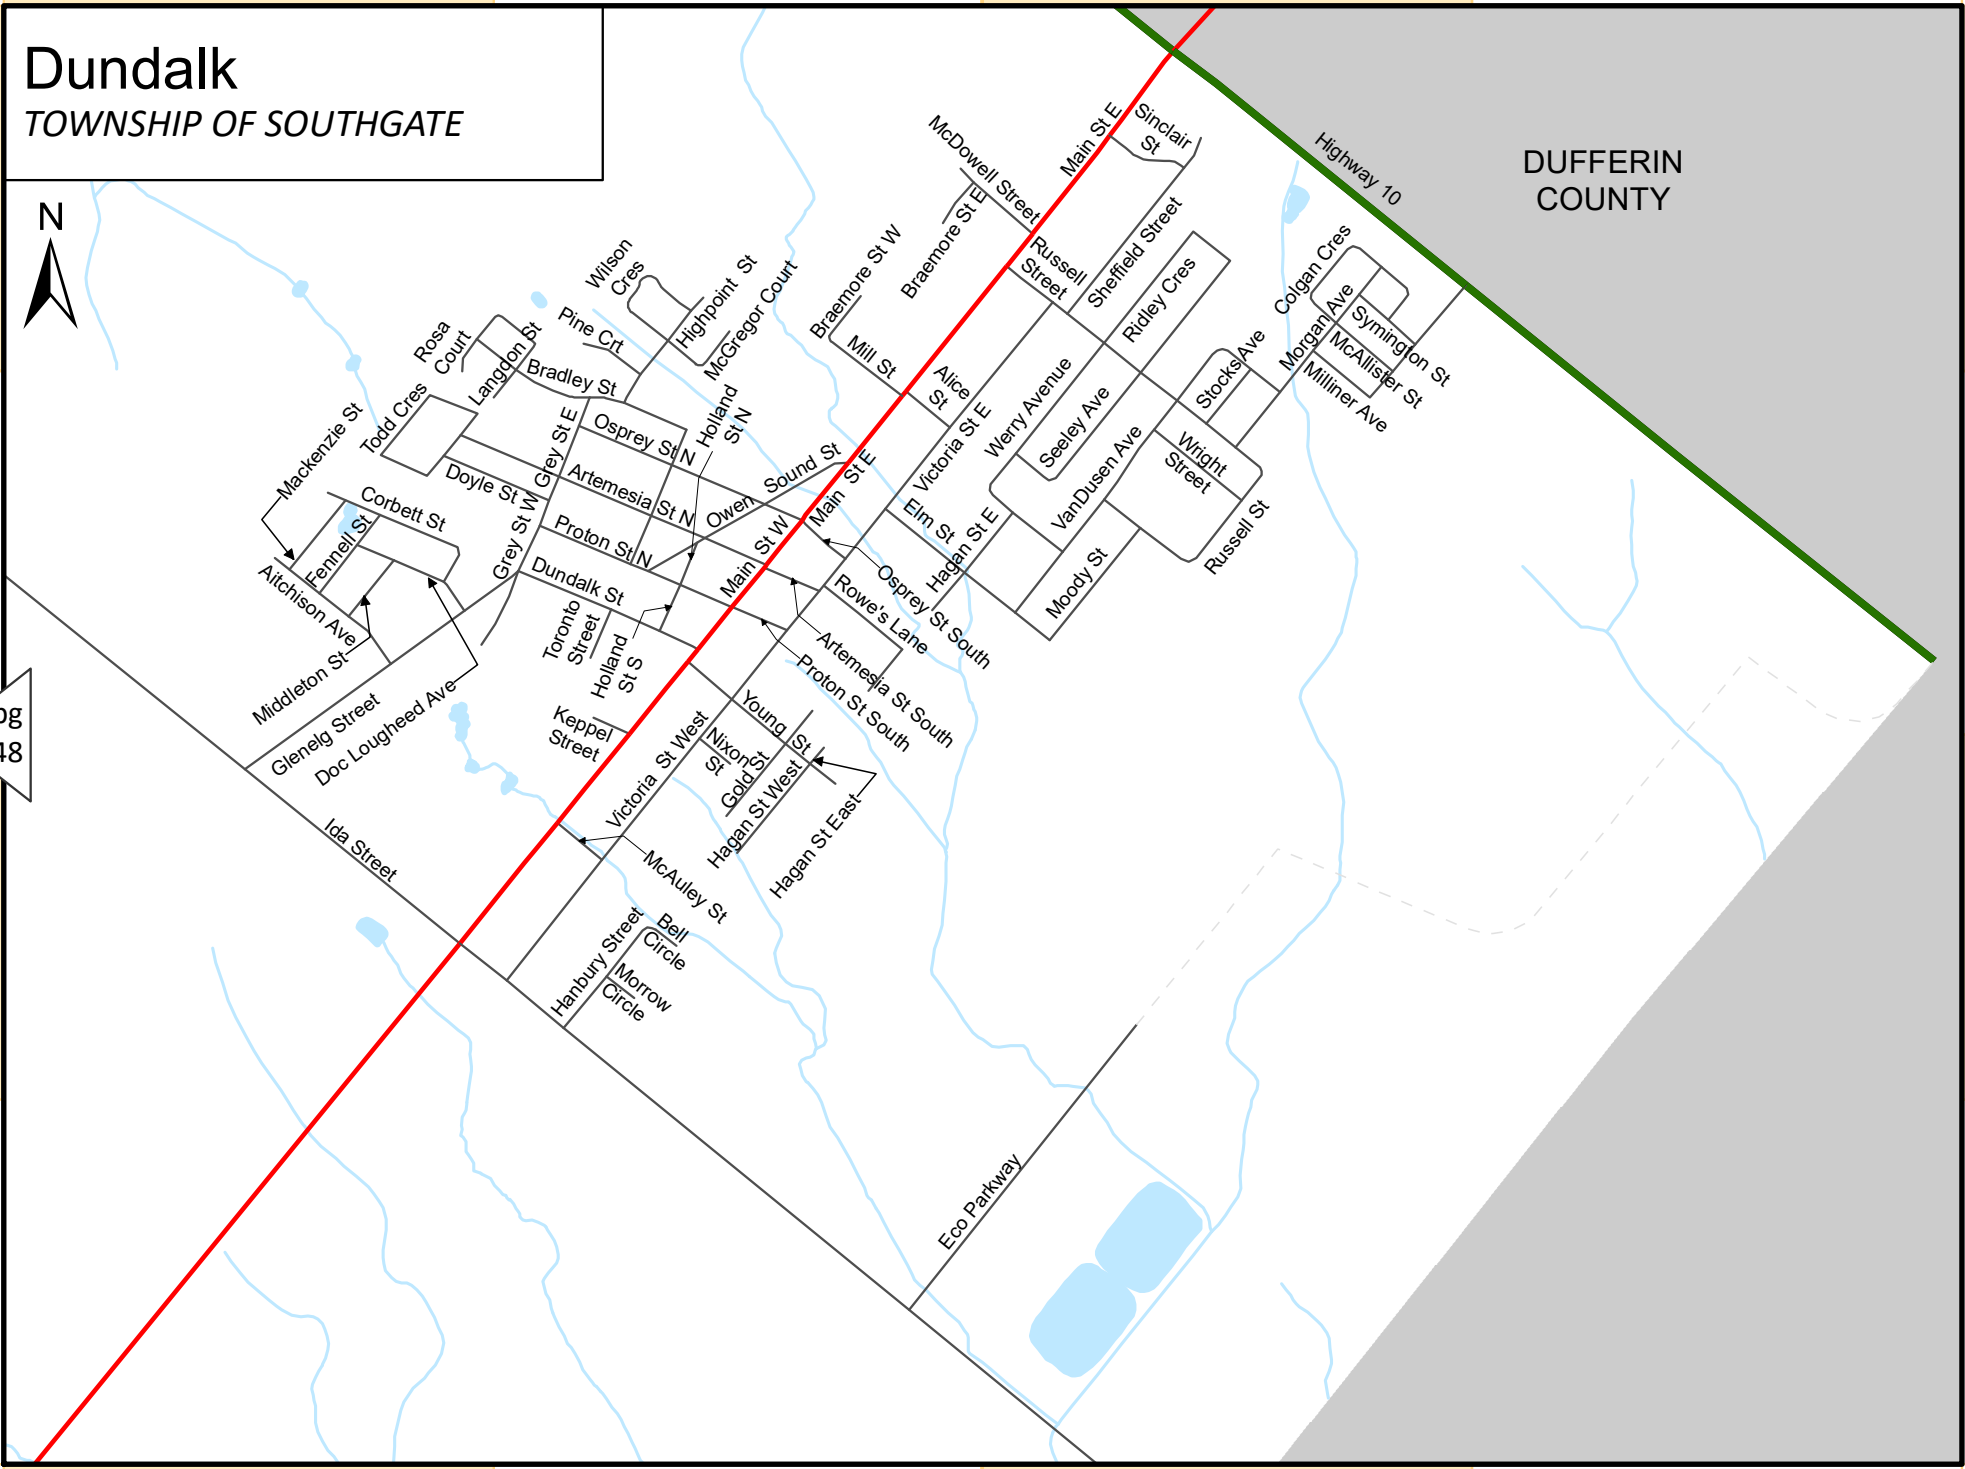 Dundalk
TOWNSHIP OF SOUTHGATE
N
DUFFERIN
COUNTY
Highway 10
Main St E
Sinclair
St
McDowell Street
Braemore St E
Braemore St W
Russell
Street
Sheffield Street
Ridley Cres
Colgan Cres
Morgan Ave
Symington St
McAllister St
Milliner Ave
Stocks Ave
Wilson
Cres
Highpoint St
McGregor Court
Pine Crt
Rosa
Court
Langdon St
Bradley St
Todd Cres
Mackenzie St
Mill St
Alice
St
Victoria St E
Werry Avenue
Seeley Ave
VanDusen Ave
Wright
Street
Russell St
Moody St
Hagan St E
Elm St
Holland
St N
Osprey St N
Grey St E
Artemesia St N
Owen Sound St
Main St E
Doyle St
Corbett St
Grey St W
Proton St N
Main St W
Fennell St
Dundalk St
Aitchison Ave
Toronto
Street
Holland
St S
Rowe's Lane
Osprey St South
Artemesia St South
Proton St South
Middleton St
Glenelg Street
Doc Lougheed Ave
Keppel
Street
Victoria St West
Young St
Nixon
St
Gold St
Hagan St West
Hagan St East
pg
48
Ida Street
McAuley St
Hanbury Street
Bell
Circle
Morrow
Circle
Eco Parkway